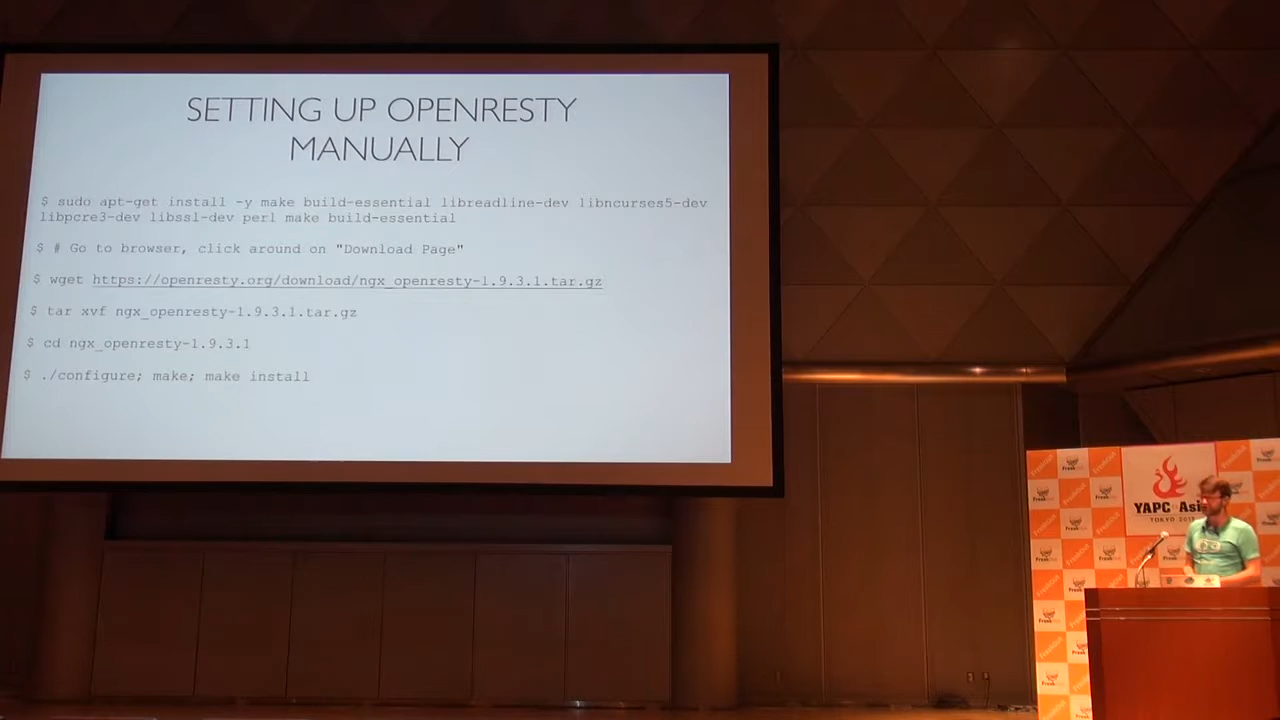 SETTING UP OPENRESTY
MANUALLY
$ sudo apt-get install -y make build-essential libreadline-dev libncurses5-dev
libpcre3-dev libssl-dev perl make build-essential
$ # Go to browser, click around on "Download Page"
$ wget https://openresty.org/download/ngx_openresty-1.9.3.1.tar.gz
$ tar xvf ngx_openresty-1.9.3.1.tar.gz
$ cd ngx_openresty-1.9.3.1
$ ./configure; make; make install
YAPC Asi
TOKYO